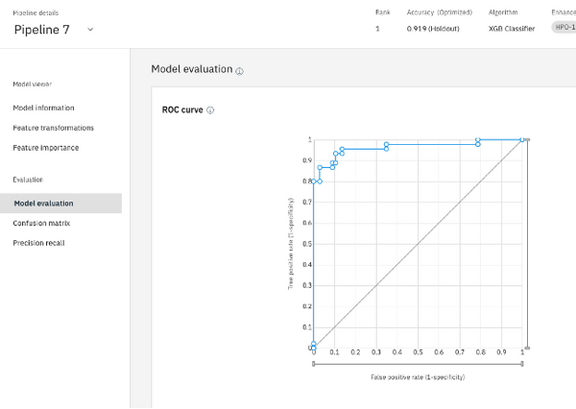 Pipeline details
Pipeline 7
Rank
1
Accuracy (Optimized)
0.919 (Holdout)
Algorithm
XGB Classifier
Enhance
HPO-1
Model viewer
Model information
Feature transformations
Feature importance
Evaluation
Model evaluation
Confusion matrix
Precision recall
Model evaluation
ROC curve
True positive rate (1-specificity)
1
0.9
0.8
0.7
0.6
0.5
0.4
0.3
0.2
0.1
0
0 0.1 0.2 0.3 0.4 0.5 0.6 0.7 0.8 0.9 1
False positive rate (1-specificity)